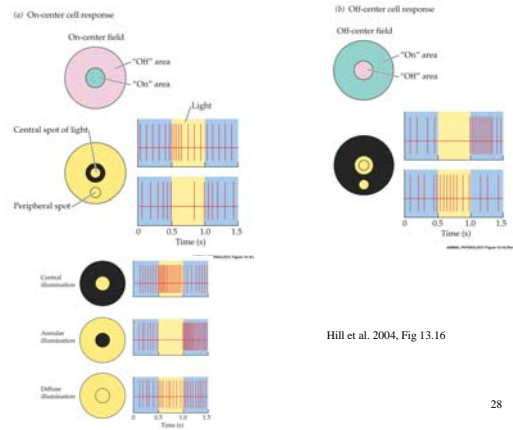 (a) On-center cell response
On-center field
"Off" area
"On" area
Light
Central spot of light
Peripheral spot
0 0.5 1.0 1.5
Time (s)
Central
illumination
Annular
illumination
Diffuse
illumination
0 0.5 1.0 1.5
Time (s)
(b) Off-center cell response
Off-center field
"On" area
"Off" area
0 0.5 1.0 1.5
Time (s)
Hill et al. 2004, Fig 13.16
28